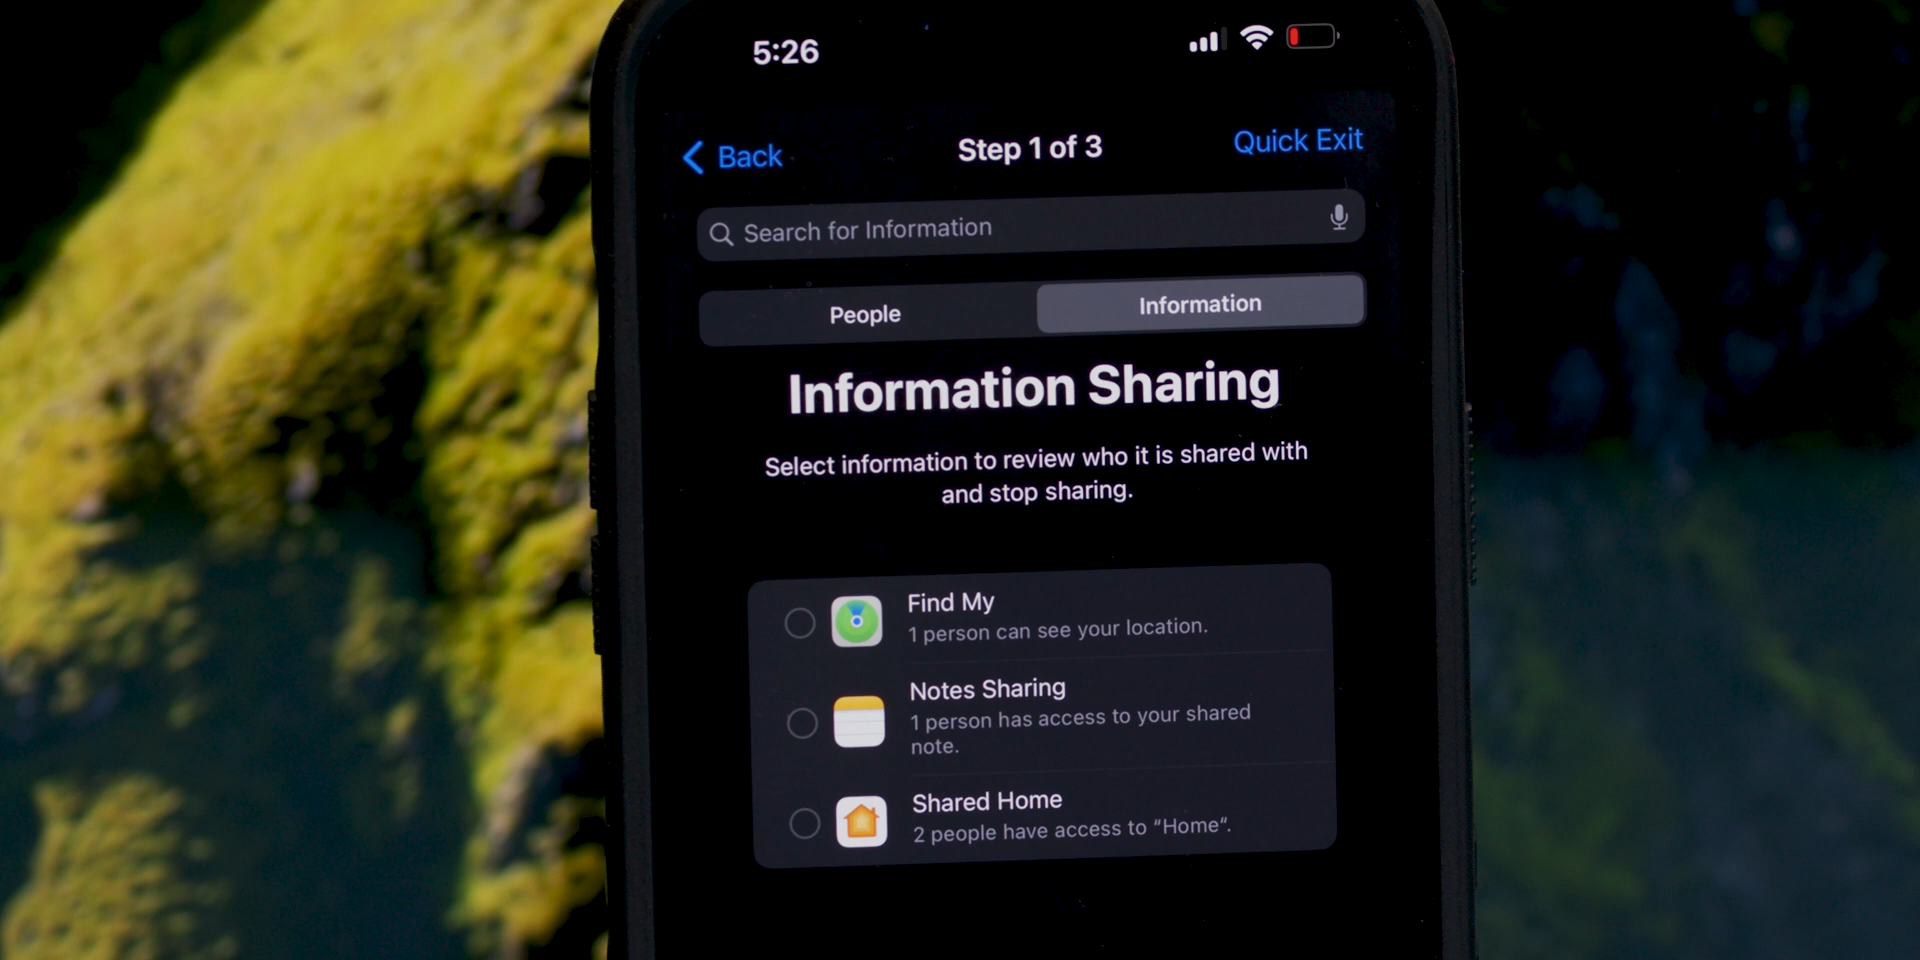 5:26
Back
Step 1 of 3
Quick Exit
Search for Information
People
Information
Information Sharing
Select information to review who it is shared with
and stop sharing.
Find My
1 person can see your location.
Notes Sharing
1 person has access to your shared
note.
Shared Home
2 people have access to “Home“.